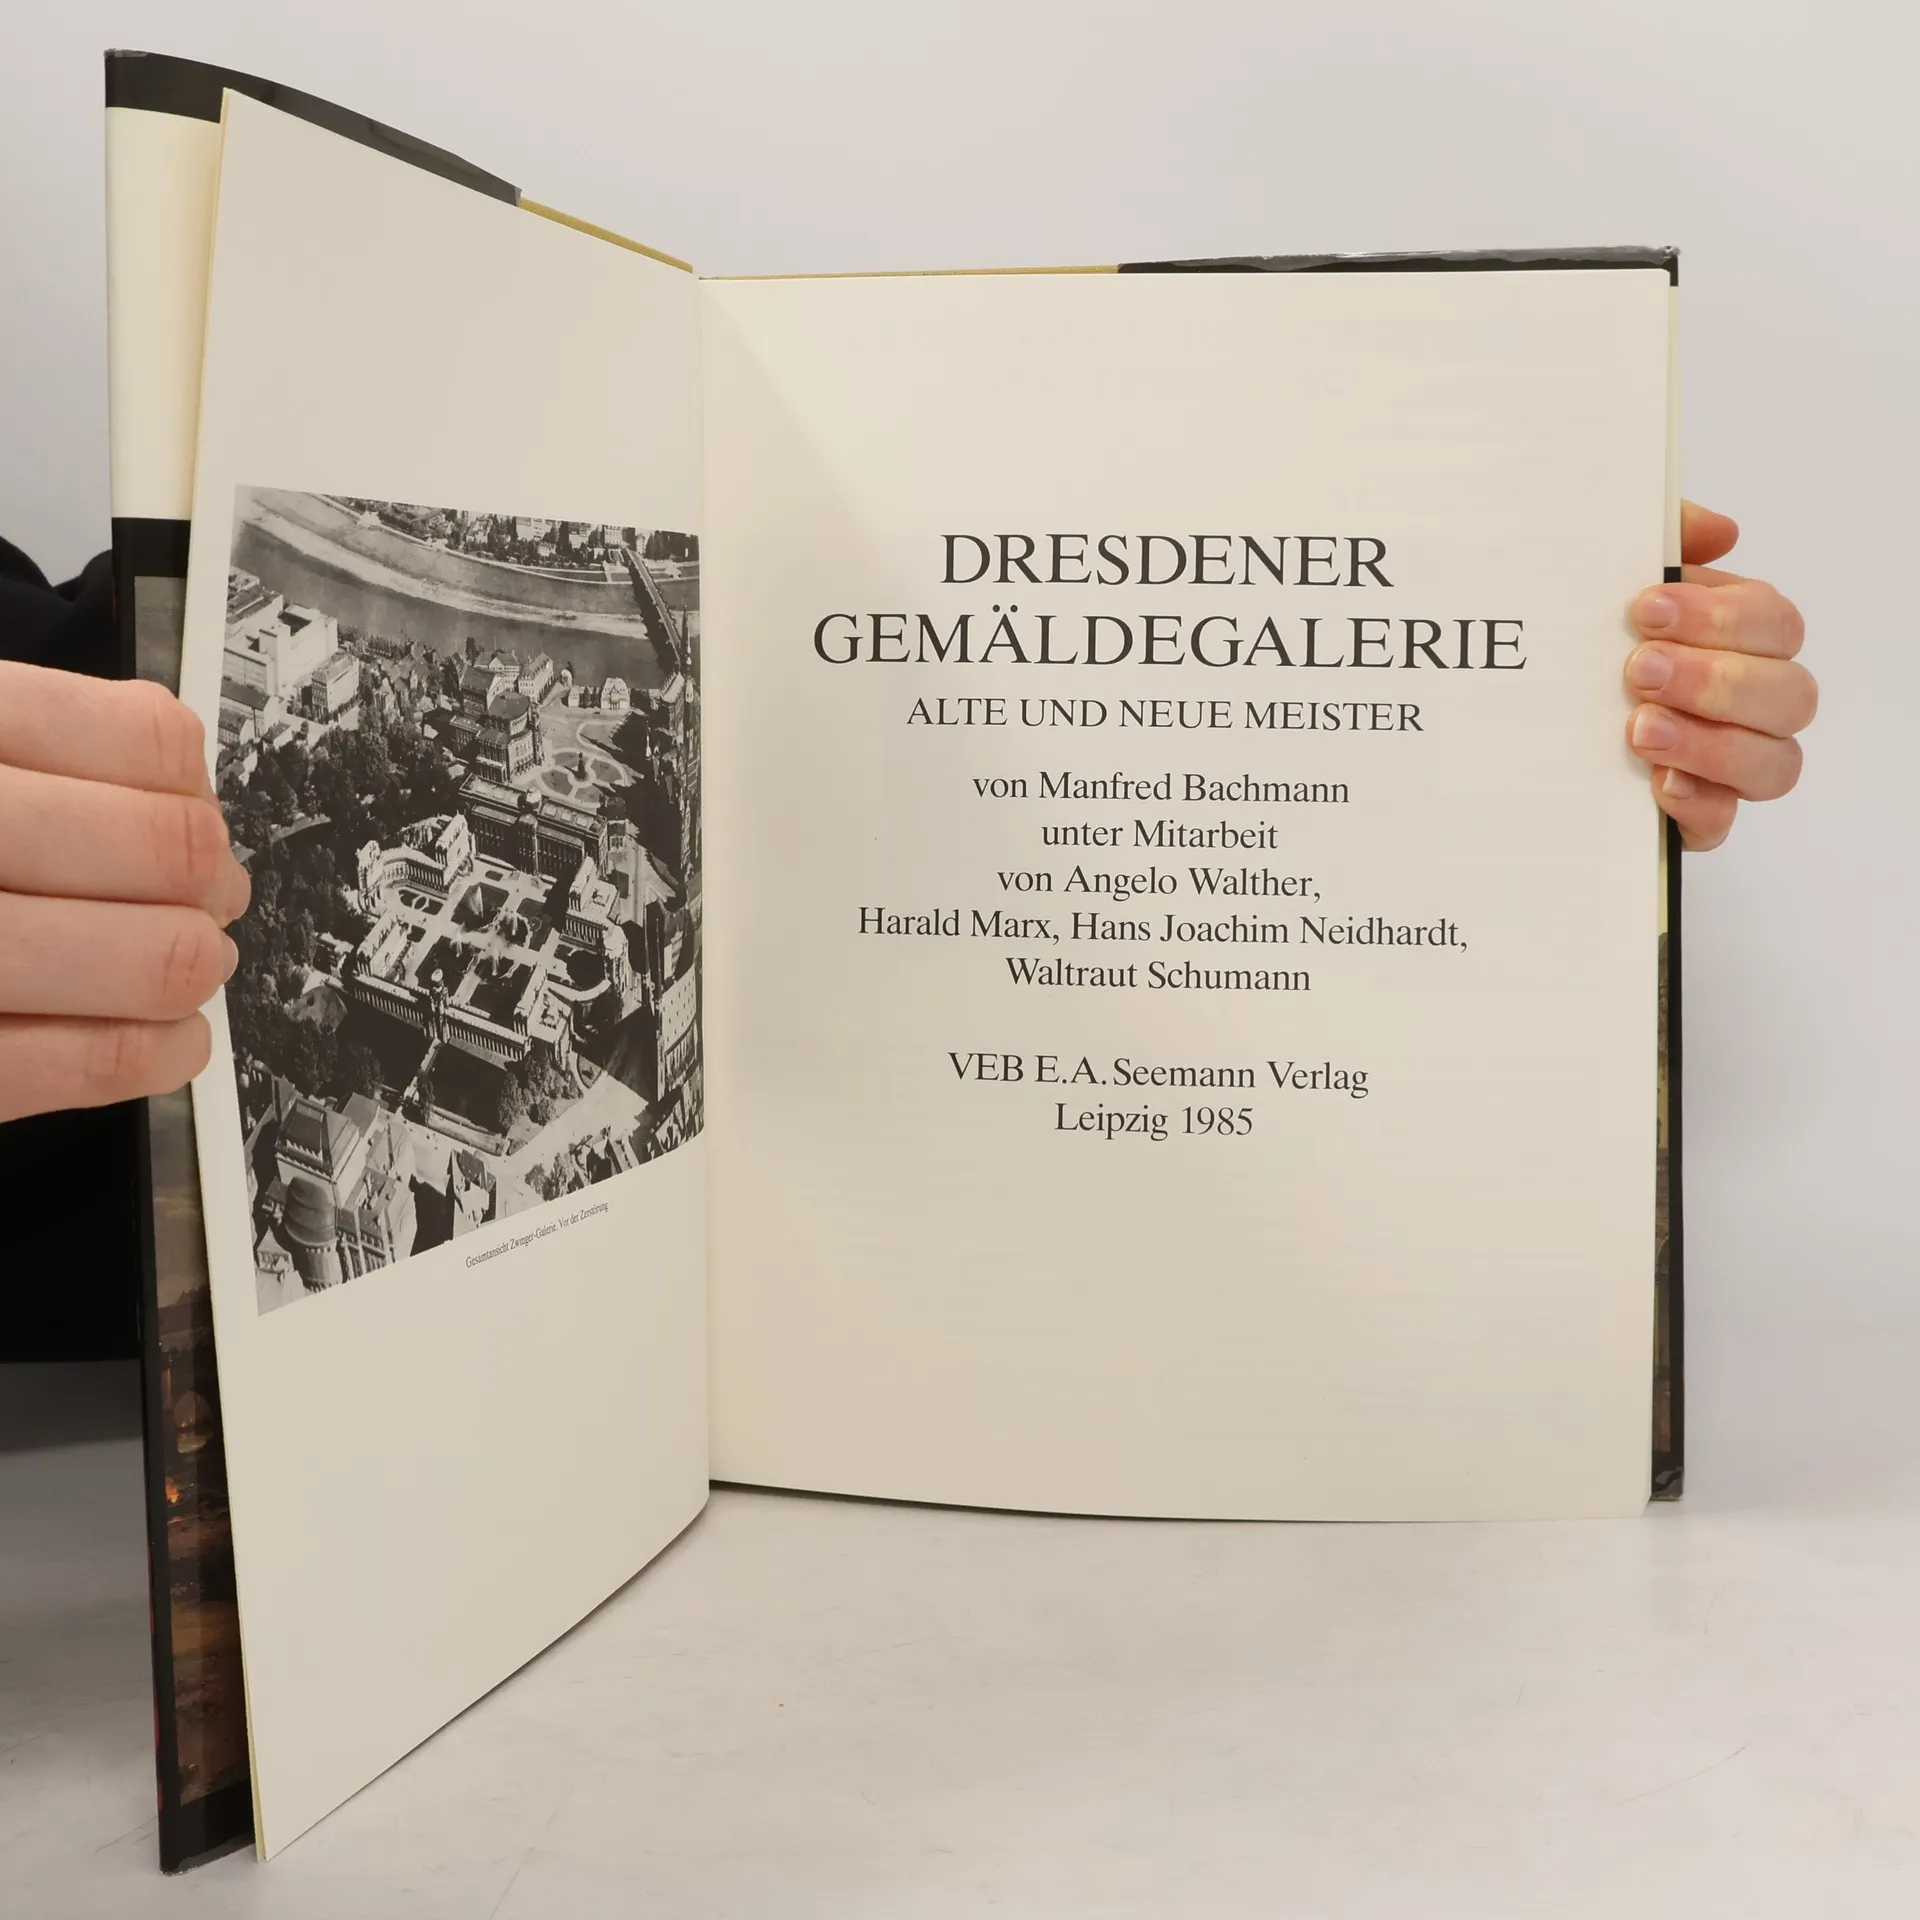 Gesamtansicht Zwinger-Galerie. Vor der Zerstörung
DRESDENER
GEMÄLDEGALERIE
ALTE UND NEUE MEISTER
von Manfred Bachmann
unter Mitarbeit
von Angelo Walther,
Harald Marx, Hans Joachim Neidhardt,
Waltraut Schumann
VEB E.A. Seemann Verlag
Leipzig 1985